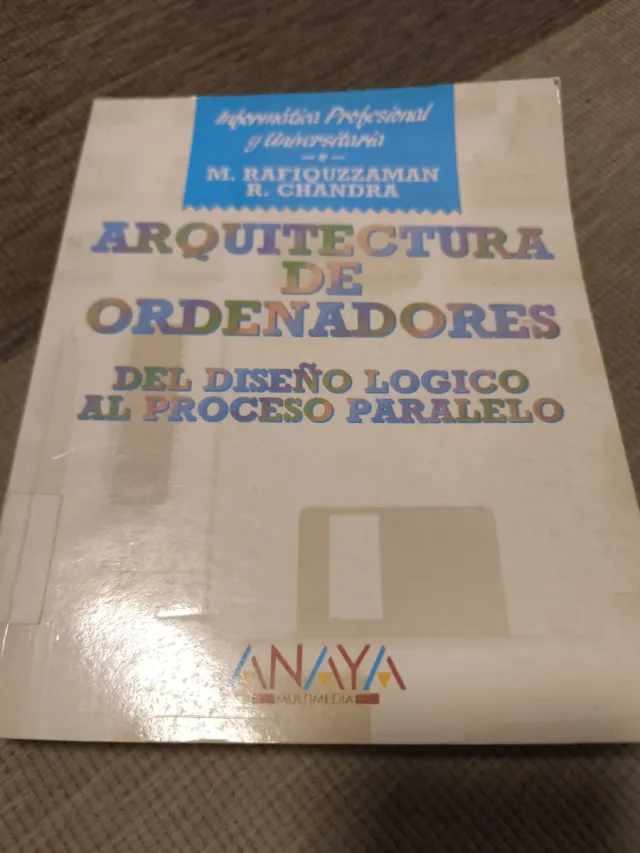 Informática Profesional
y Universitaria
M. RAFIQUZZAMAN
R. CHANDRA
ARQUITECTURA
DE
ORDENADORES
DEL DISEÑO LOGICO
AL PROCESO PARALELO
ANAYA
MULTIMEDIA